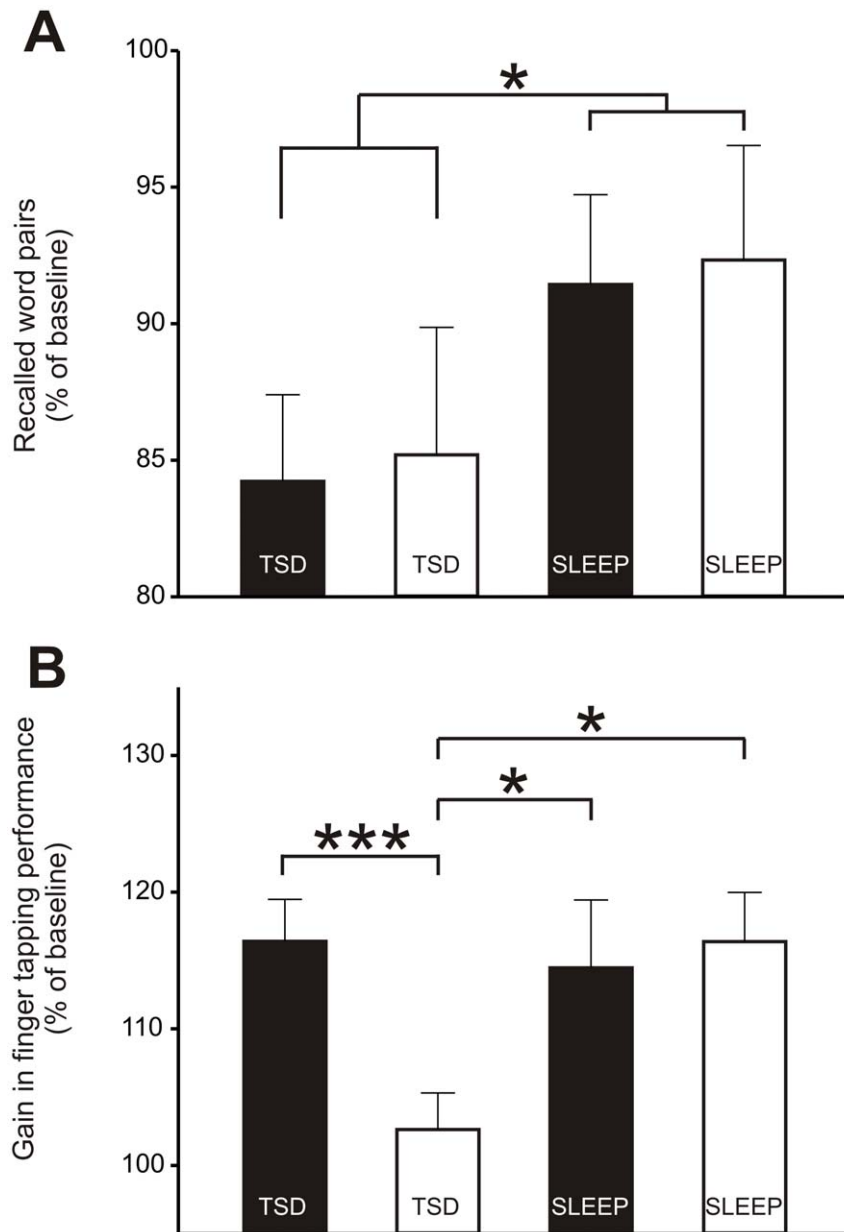 A
100
*
95
Recalled word pairs
(% of baseline)
90
85
TSD
TSD
SLEEP
SLEEP
80
B
130
*
*
***
Gain in finger tapping performance
(% of baseline)
120
110
100
TSD
TSD
SLEEP
SLEEP